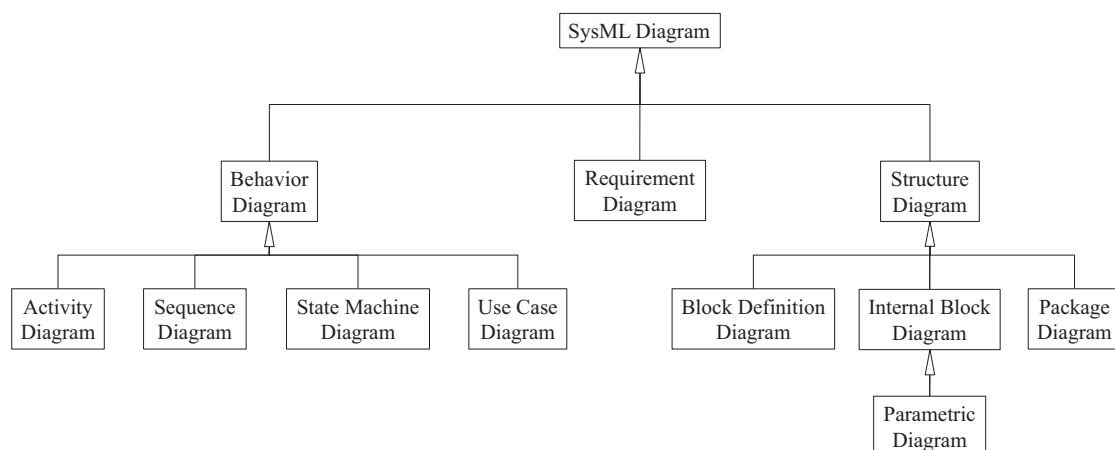 SysML Diagram
Behavior
Diagram
Requirement
Diagram
Structure
Diagram
Activity
Diagram
Sequence
Diagram
State Machine
Diagram
Use Case
Diagram
Block Definition
Diagram
Internal Block
Diagram
Package
Diagram
Parametric
Diagram